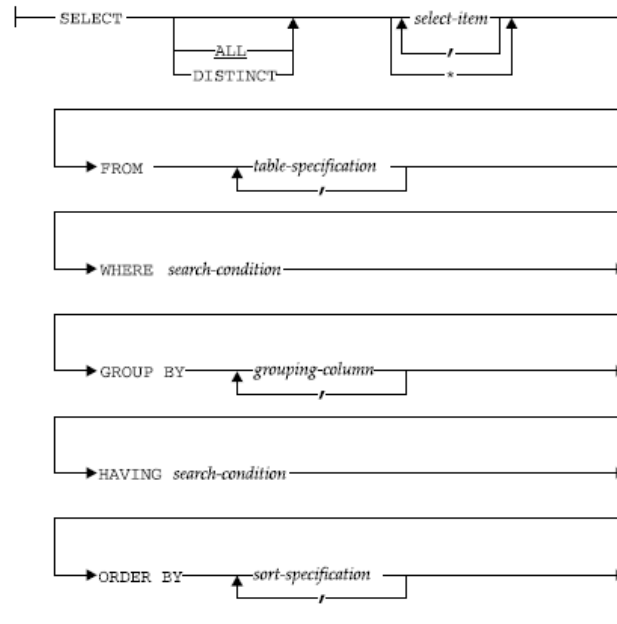 SELECT select-item
ALL ,
DISTINCT *
FROM table-specification
,
WHERE search-condition
GROUP BY grouping-column
,
HAVING search-condition
ORDER BY sort-specification
,